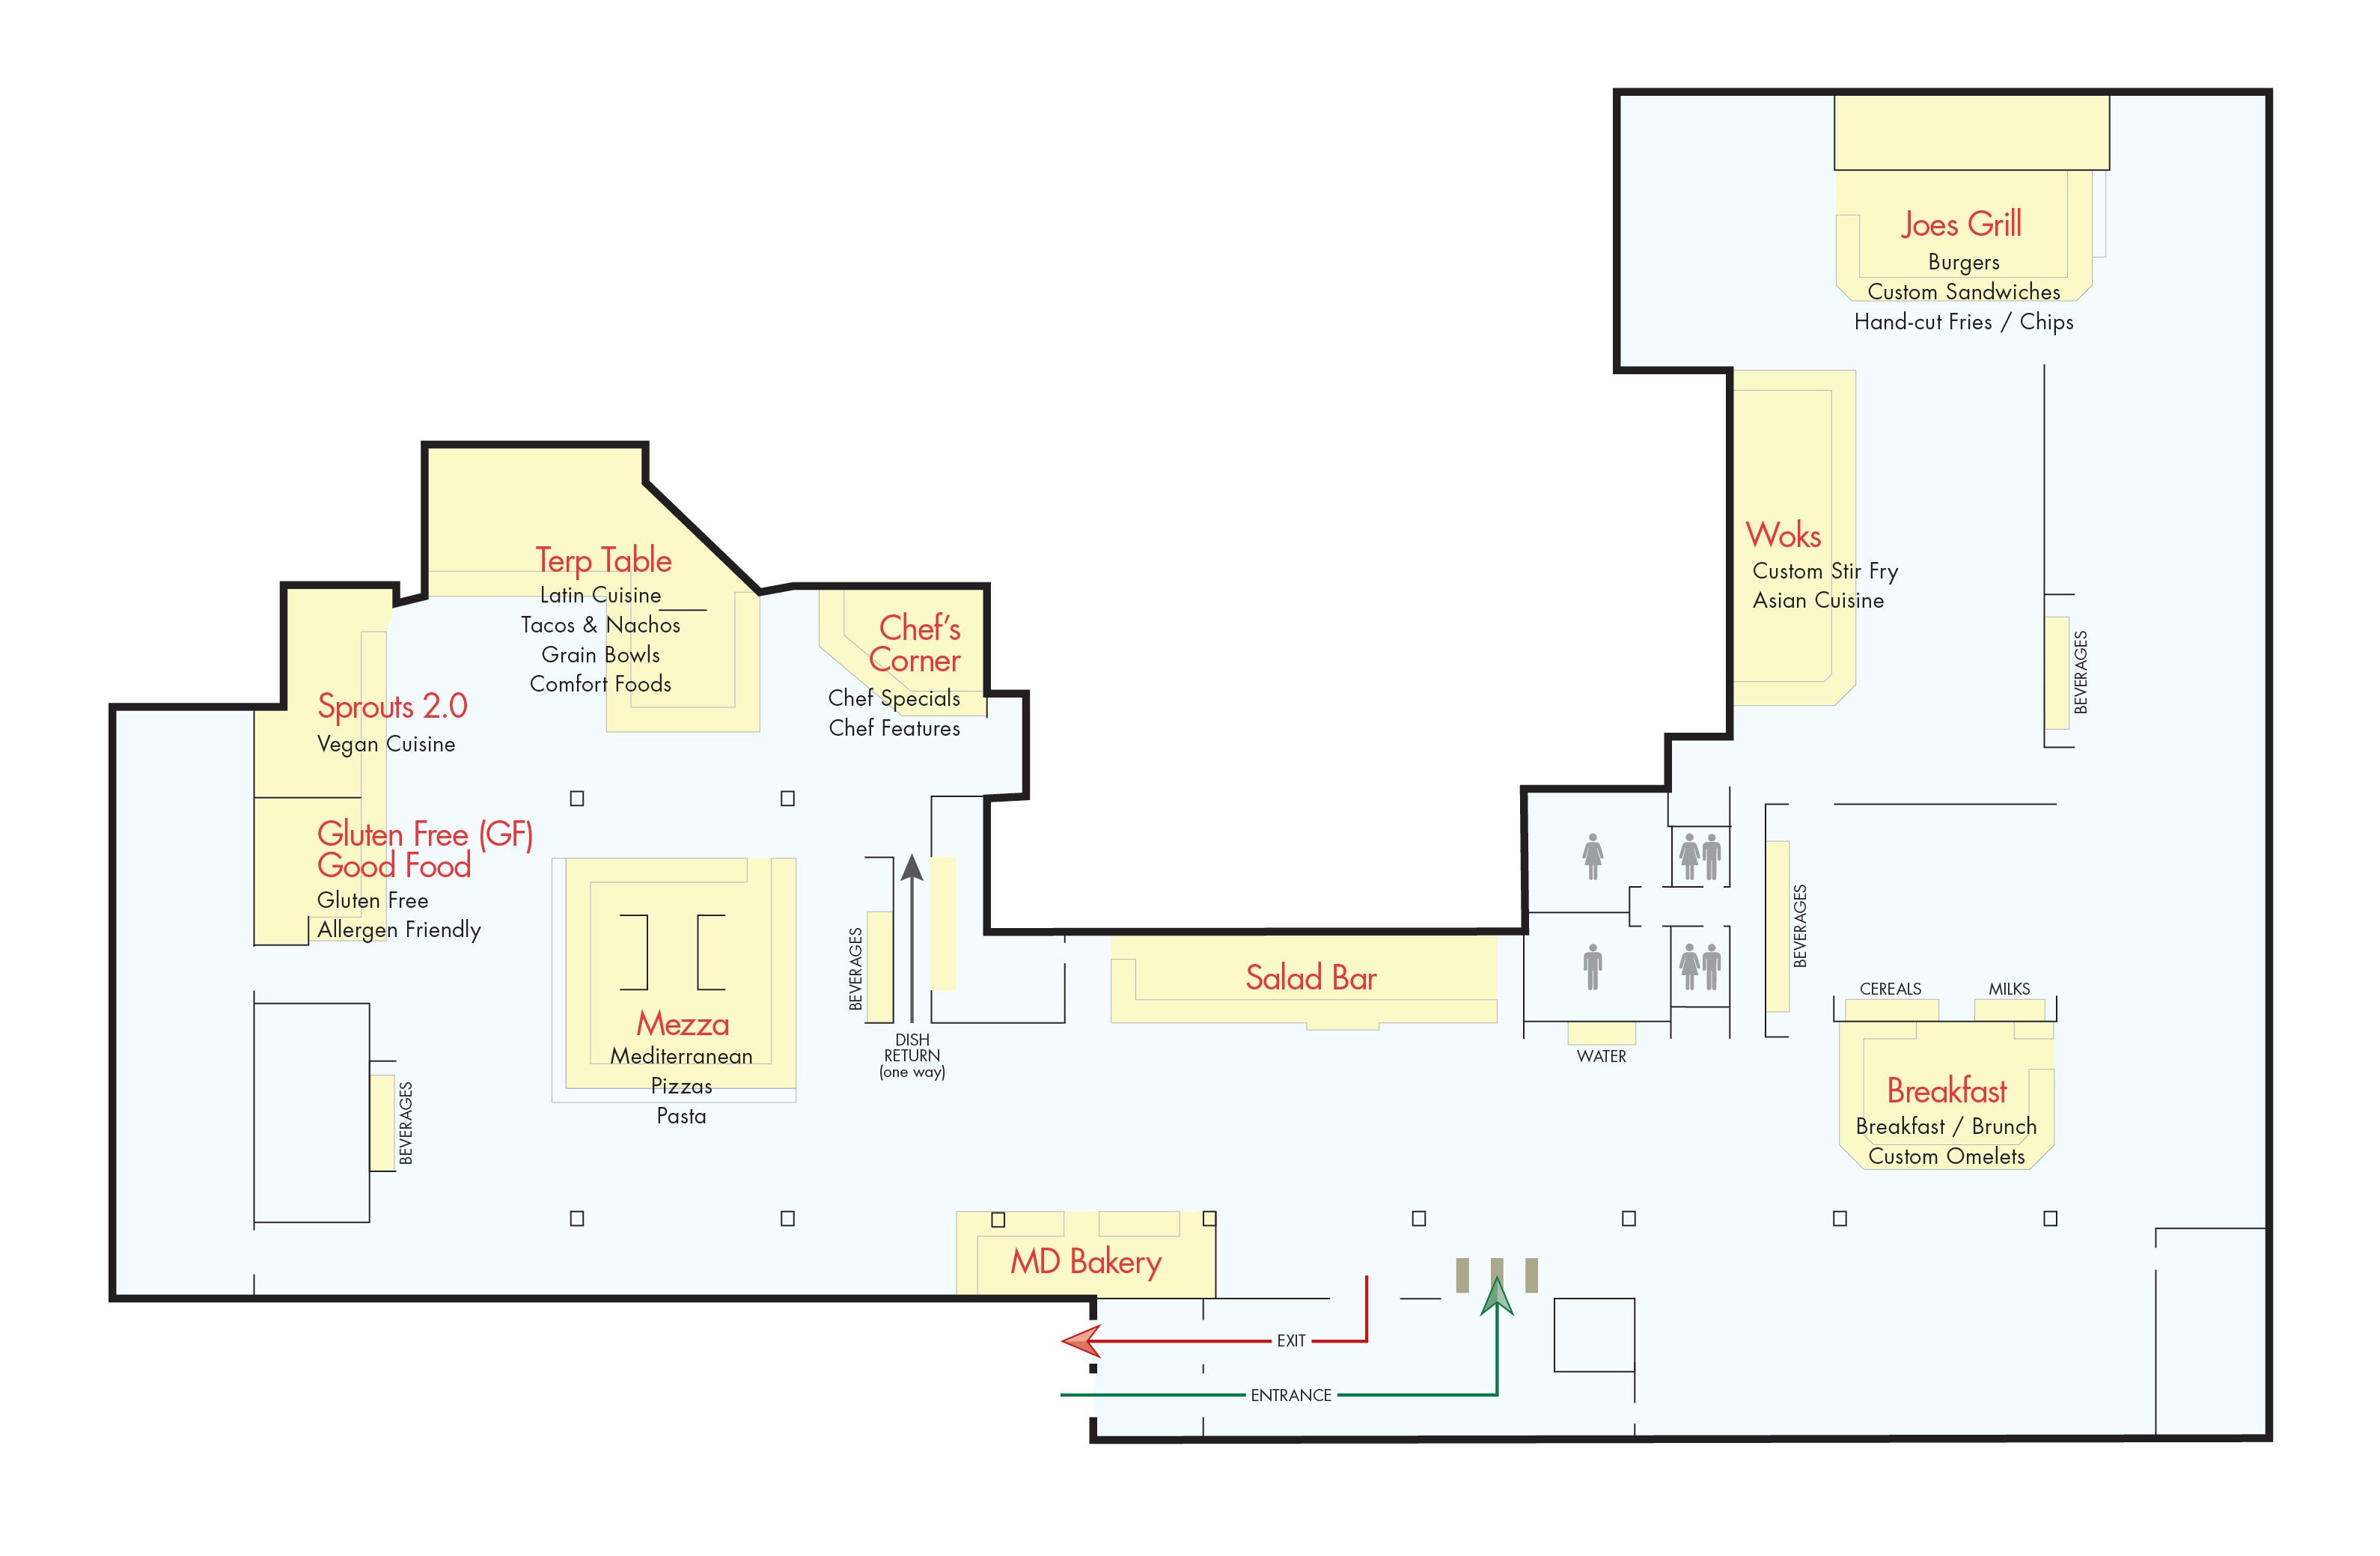 Joes Grill
Burgers
Custom Sandwiches
Hand-cut Fries / Chips
Woks
Custom Stir Fry
Asian Cuisine
BEVERAGES
Terp Table
Latin Cuisine
Tacos & Nachos
Grain Bowls
Comfort Foods
Chef’s
Corner
Chef Specials
Chef Features
Sprouts 2.0
Vegan Cuisine
Gluten Free (GF)
Good Food
Gluten Free
Allergen Friendly
BEVERAGES
Mezza
Mediterranean
Pizzas
Pasta
BEVERAGES
DISH
RETURN
(one way)
Salad Bar
WATER
BEVERAGES
CEREALS
MILKS
Breakfast
Breakfast / Brunch
Custom Omelets
MD Bakery
EXIT
ENTRANCE